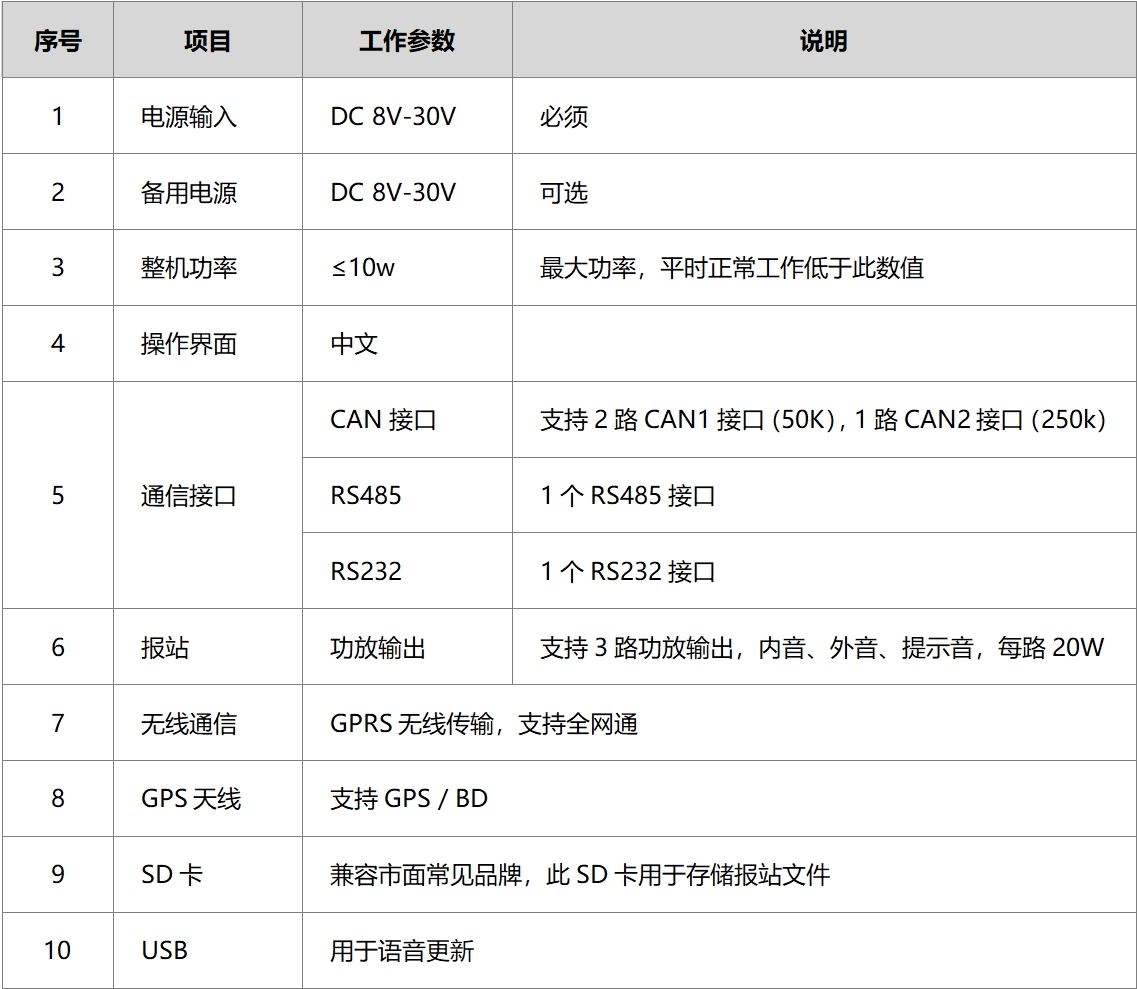 序号 项目 工作参数 说明
1 电源输入 DC 8V-30V 必须
2 备用电源 DC 8V-30V 可选
3 整机功率 ≤10w 最大功率，平时正常工作低于此数值
4 操作界面 中文
5 通信接口 CAN 接口 支持 2 路 CAN1 接口 (50K) , 1 路 CAN2 接口 (250k)
RS485 1 个 RS485 接口
RS232 1 个 RS232 接口
6 报站 功放输出 支持 3 路功放输出，内音、外音、提示音，每路 20W
7 无线通信 GPRS 无线传输，支持全网通
8 GPS 天线 支持 GPS / BD
9 SD 卡 兼容市面常见品牌，此 SD 卡用于存储报站文件
10 USB 用于语音更新